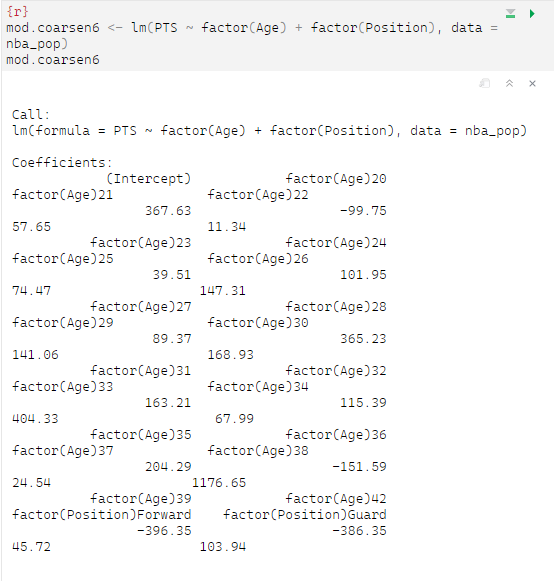 {r}
mod.coarsen6 <- lm(PTS ~ factor(Age) + factor(Position), data =
nba_pop)
mod.coarsen6
Call:
lm(formula = PTS ~ factor(Age) + factor(Position), data = nba_pop)
Coefficients:
(Intercept) factor(Age)20
factor(Age)21 factor(Age)22
367.63 -99.75
57.65 11.34
factor(Age)23 factor(Age)24
factor(Age)25 factor(Age)26
39.51 101.95
74.47 147.31
factor(Age)27 factor(Age)28
factor(Age)29 factor(Age)30
89.37 365.23
141.06 168.93
factor(Age)31 factor(Age)32
factor(Age)33 factor(Age)34
163.21 115.39
404.33 67.99
factor(Age)35 factor(Age)36
factor(Age)37 factor(Age)38
204.29 -151.59
24.54 1176.65
factor(Age)39 factor(Age)42
factor(Position)Forward factor(Position)Guard
-396.35 -386.35
45.72 103.94